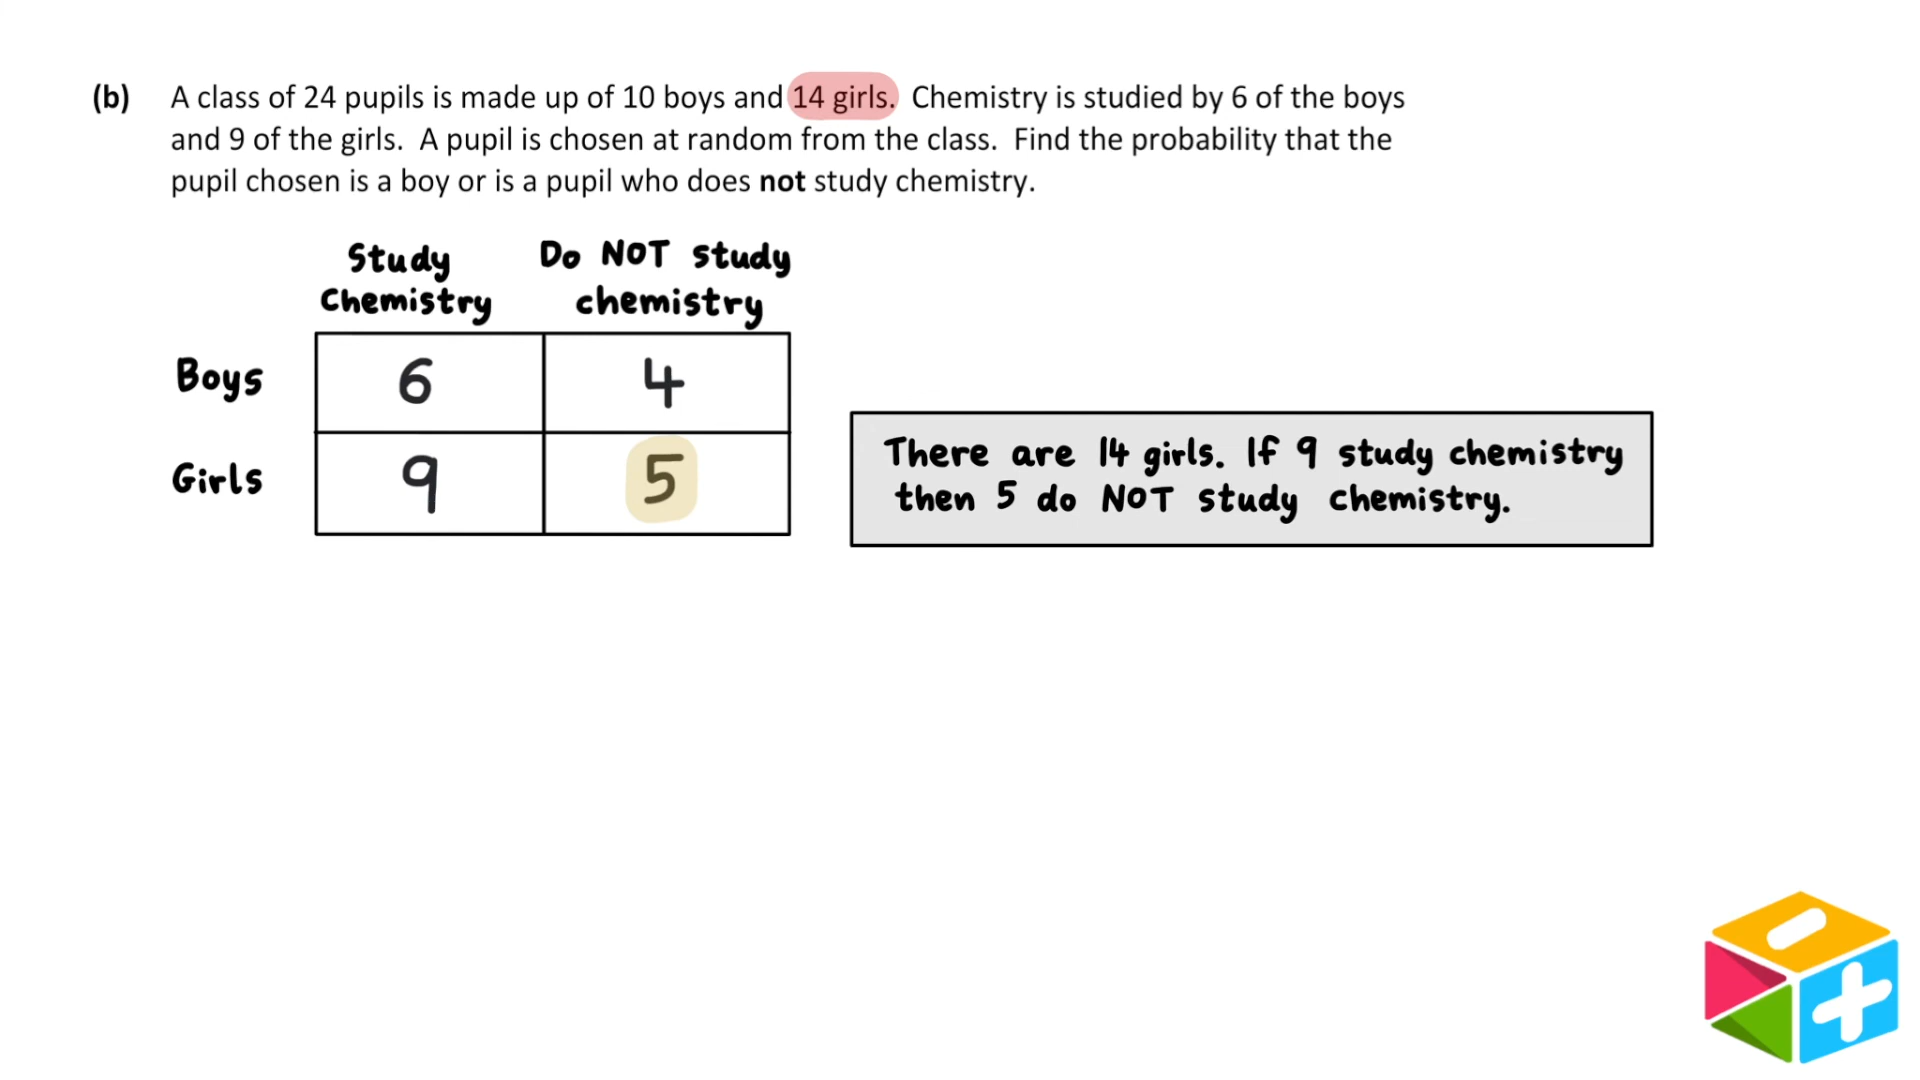 (b) A class of 24 pupils is made up of 10 boys and 14 girls. Chemistry is studied by 6 of the boys
and 9 of the girls. A pupil is chosen at random from the class. Find the probability that the
pupil chosen is a boy or is a pupil who does not study chemistry.
Study Do NOT study
Chemistry chemistry
Boys 6 4
Girls 9 5
There are 14 girls. If 9 study chemistry
then 5 do NOT study chemistry.